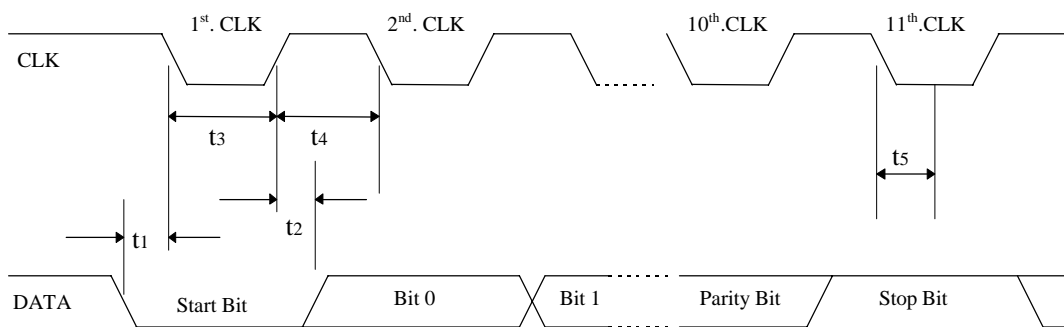 1st. CLK 2nd. CLK 10th.CLK 11th.CLK
CLK
t3 t4
t5
t2
t1
DATA Start Bit Bit 0 Bit 1 Parity Bit Stop Bit